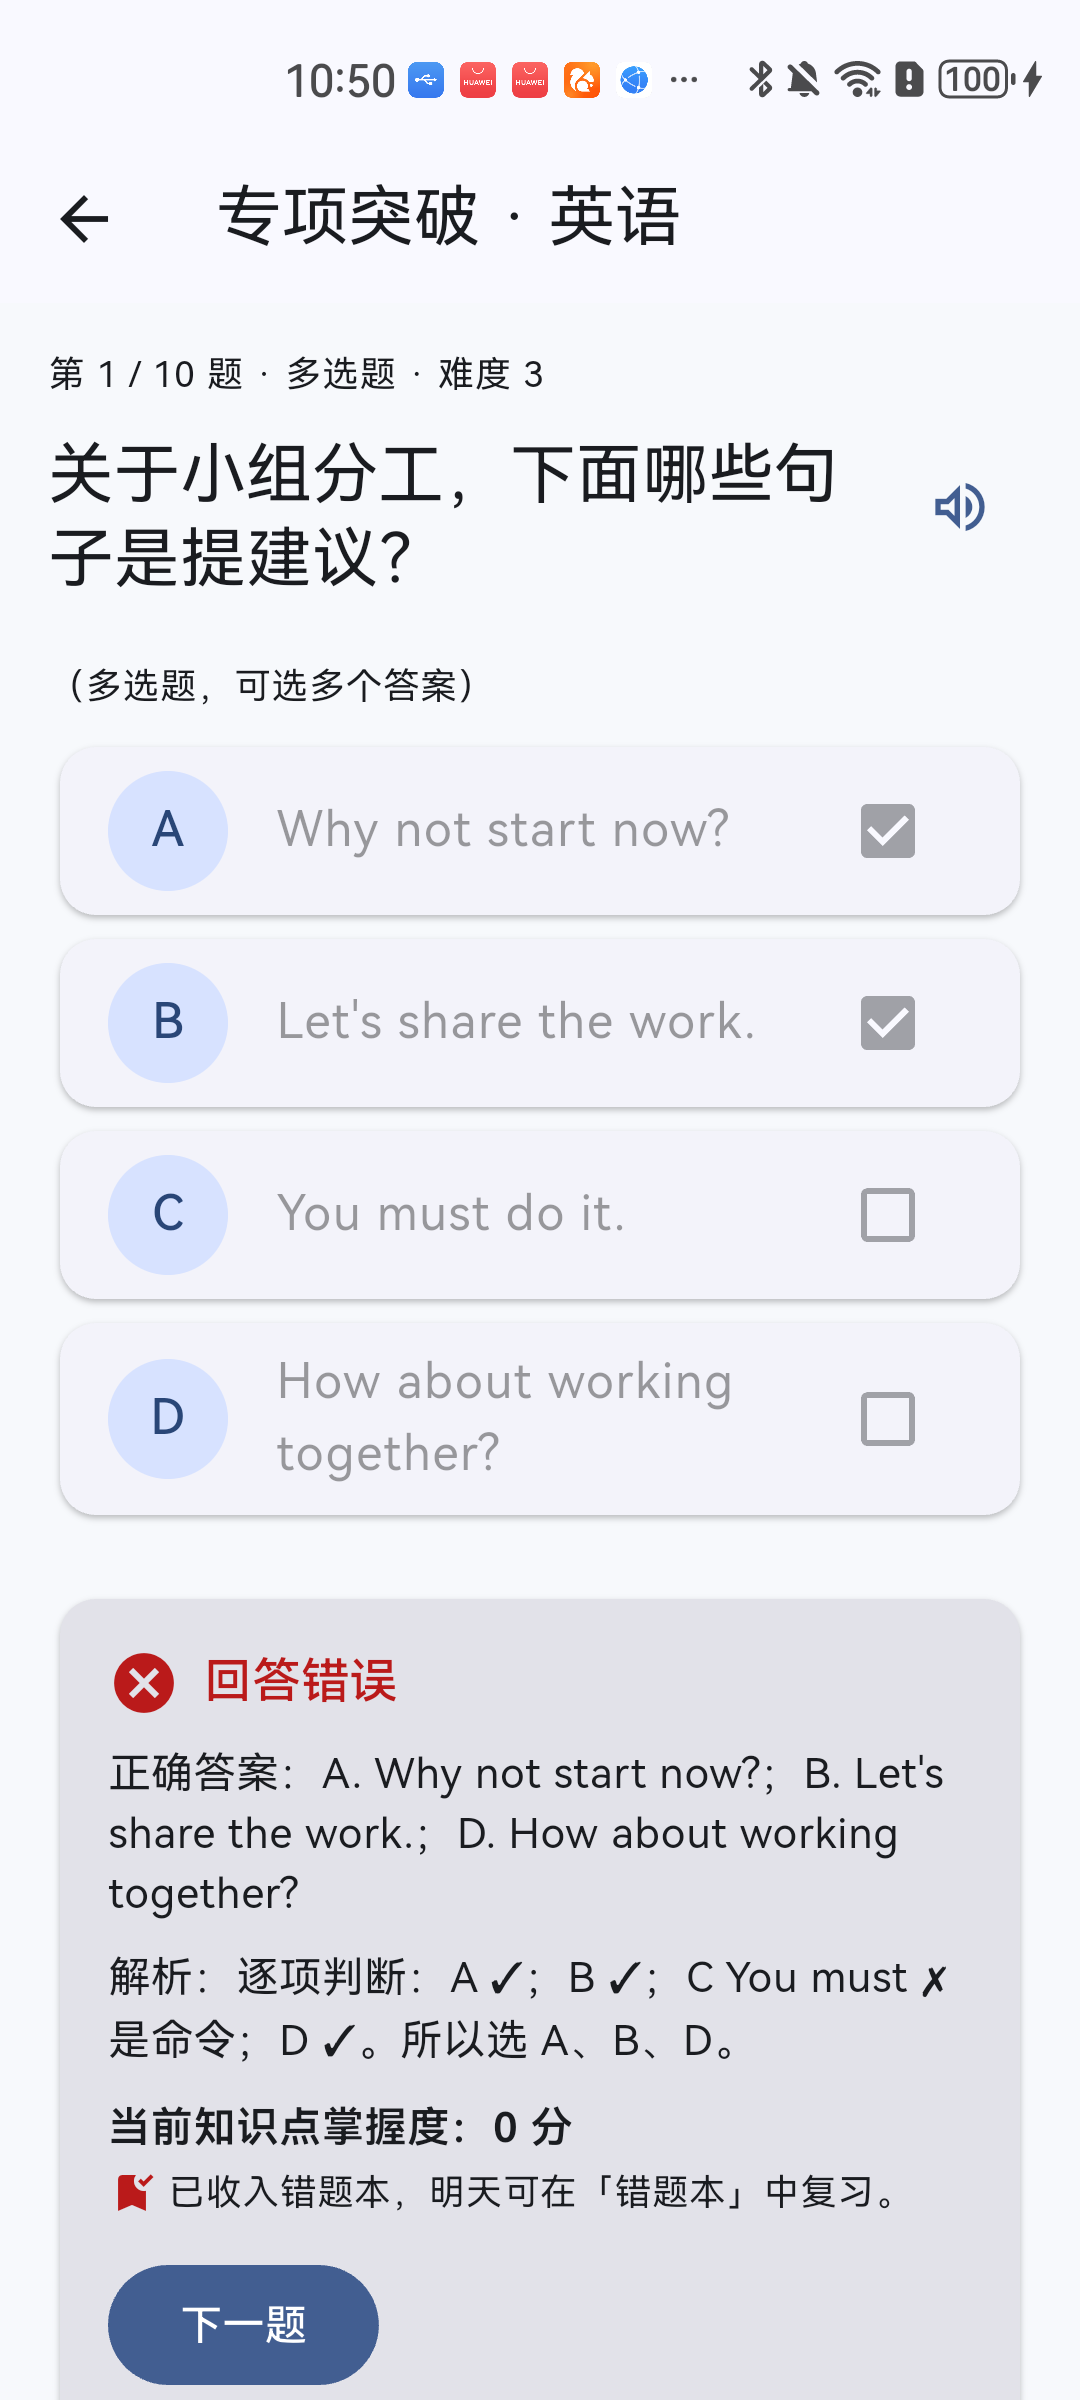 10:50
HUAWEI
HUAWEI
100
专项突破 · 英语
第 1 / 10 题 · 多选题 · 难度 3
关于小组分工，下面哪些句
子是提建议？
（多选题，可选多个答案）
A
Why not start now?
B
Let's share the work.
C
You must do it.
D
How about working
together?
回答错误
正确答案：A. Why not start now?；B. Let's
share the work.；D. How about working
together?
解析：逐项判断：A ✓；B ✓；C You must ✗
是命令；D ✓。所以选 A、B、D。
当前知识点掌握度：0 分
已收入错题本，明天可在「错题本」中复习。
下一题